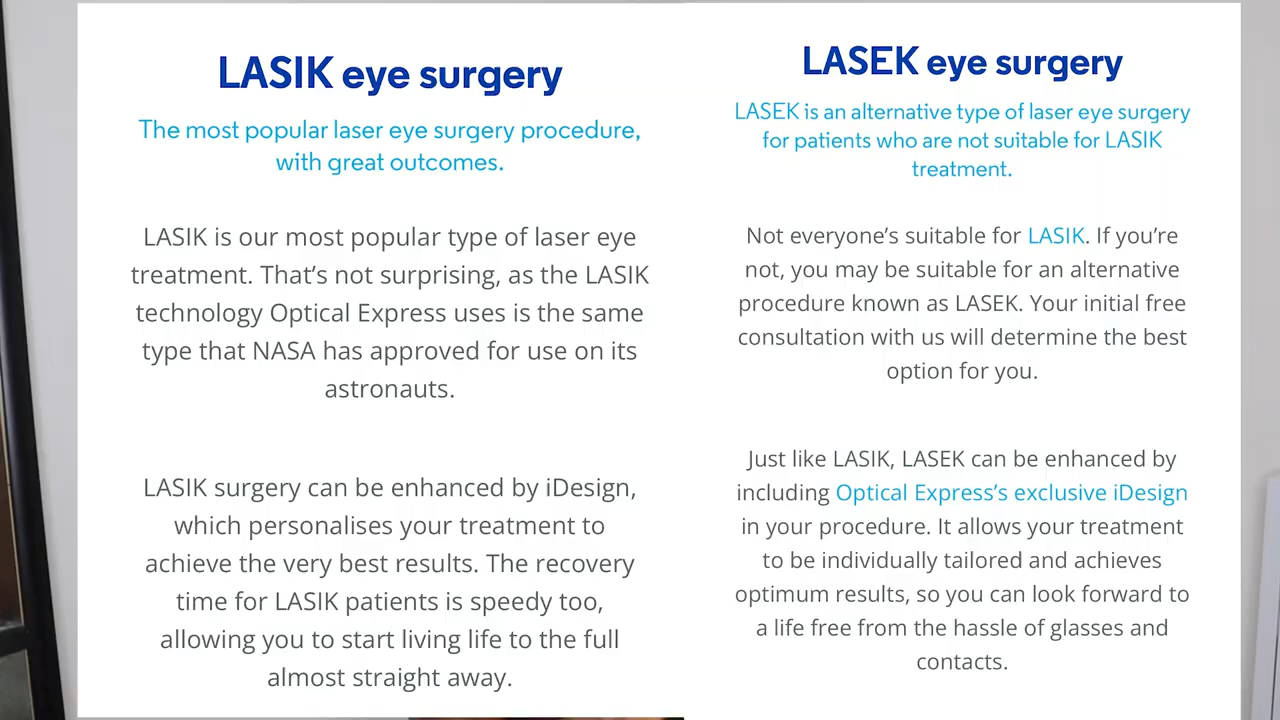 LASIK eye surgery
The most popular laser eye surgery procedure,
with great outcomes.
LASIK is our most popular type of laser eye
treatment. That's not surprising, as the LASIK
technology Optical Express uses is the same
type that NASA has approved for use on its
astronauts.
LASIK surgery can be enhanced by iDesign,
which personalises your treatment to
achieve the very best results. The recovery
time for LASIK patients is speedy too,
allowing you to start living life to the full
almost straight away.
LASEK eye surgery
LASEK is an alternative type of laser eye surgery
for patients who are not suitable for LASIK
treatment.
Not everyone's suitable for LASIK. If you're
not, you may be suitable for an alternative
procedure known as LASEK. Your initial free
consultation with us will determine the best
option for you.
Just like LASIK, LASEK can be enhanced by
including Optical Express's exclusive iDesign
in your procedure. It allows your treatment
to be individually tailored and achieves
optimum results, so you can look forward to
a life free from the hassle of glasses and
contacts.